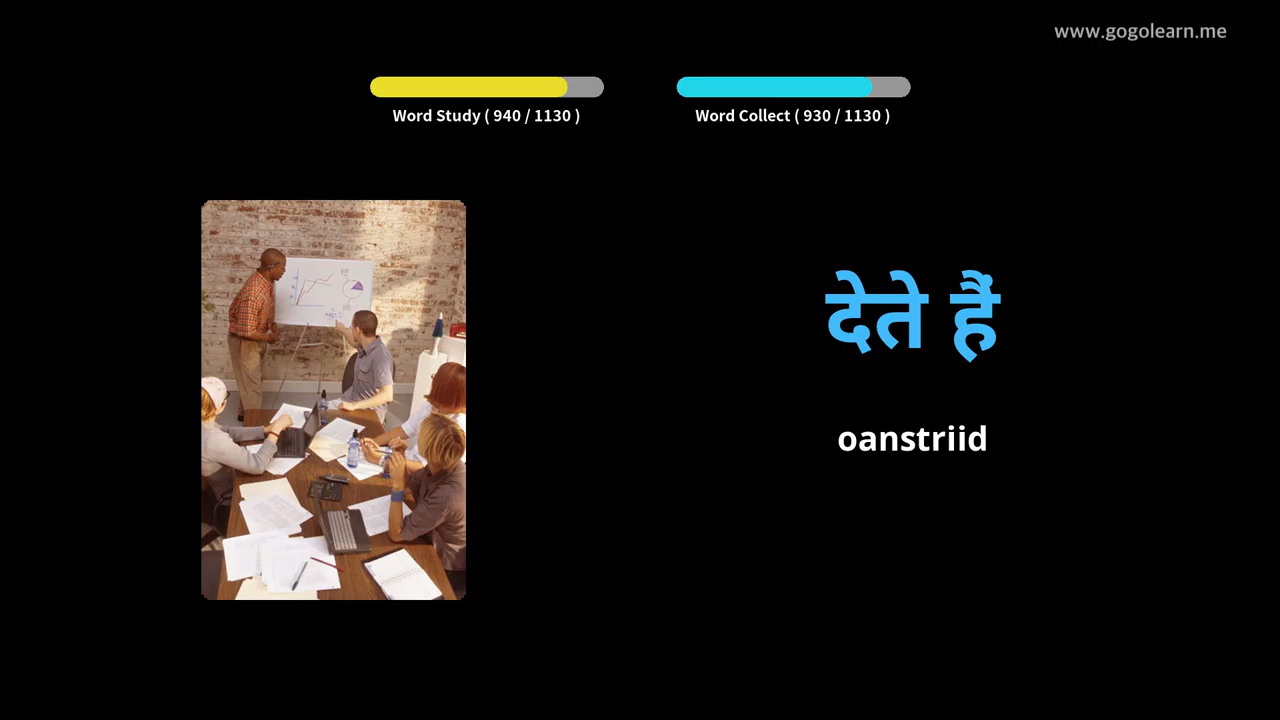 www.gogolearn.me
Word Study ( 940 / 1130 )
Word Collect ( 930 / 1130 )
देते हैं
oanstriid